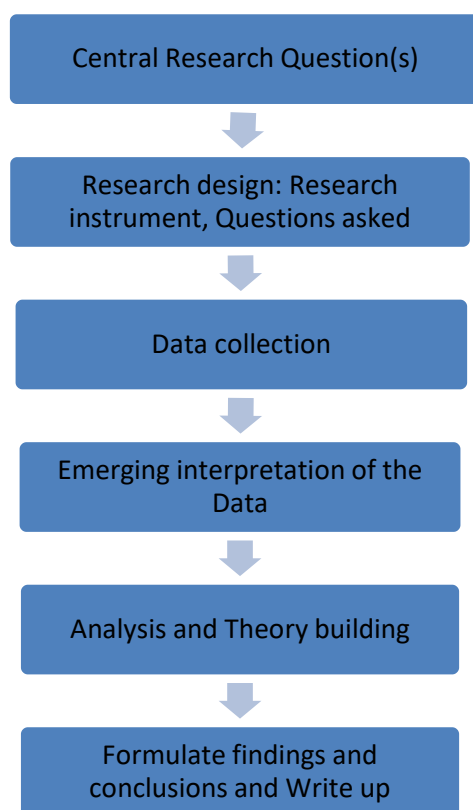 Central Research Question(s)
Research design: Research
instrument, Questions asked
Data collection
Emerging interpretation of the
Data
Analysis and Theory building
Formulate findings and
conclusions and Write up